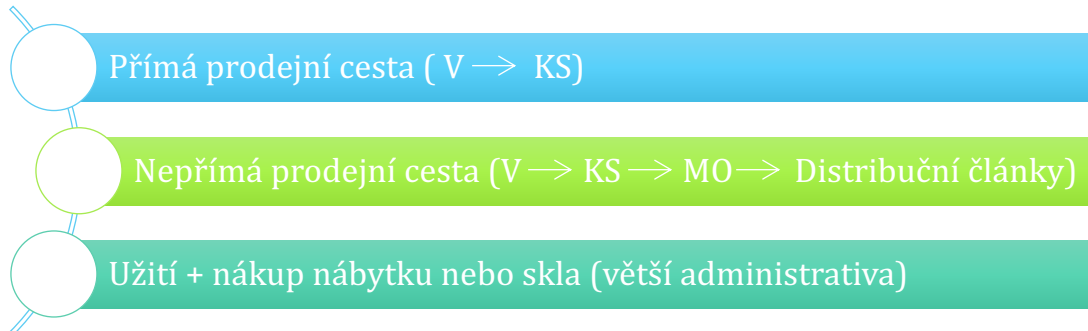 Přímá prodejní cesta ( V → KS)
Nepřímá prodejní cesta (V → KS → MO → Distribuční články)
Užití + nákup nábytku nebo skla (větší administrativa)